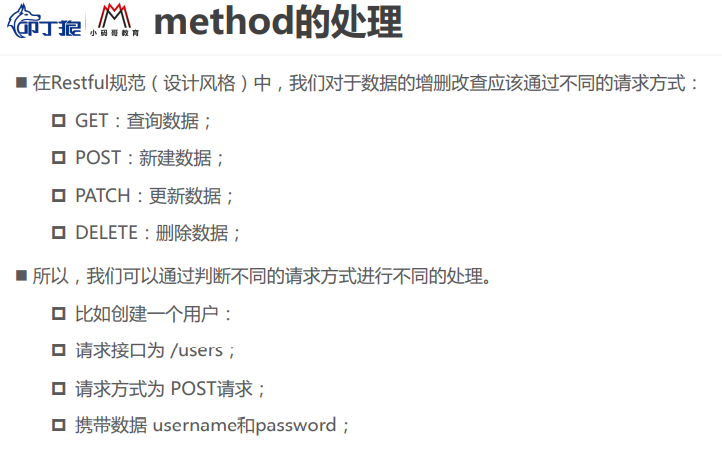 叩丁狼
小码哥教育
method的处理
■ 在Restful规范（设计风格）中，我们对于数据的增删改查应该通过不同的请求方式：
GET：查询数据；
POST：新建数据；
PATCH：更新数据；
DELETE：删除数据；
■ 所以，我们可以通过判断不同的请求方式进行不同的处理。
比如创建一个用户：
请求接口为 /users；
请求方式为 POST请求；
携带数据 username和password；